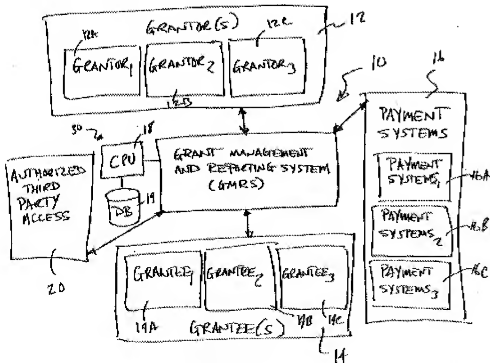 GRANTOR(S)
12
12A
12C
GRANTOR1
GRANTOR2
GRANTOR3
12B
10
16
PAYMENT
SYSTEMS
30
18
CPU
GRANT MANAGEMENT
AND REPORTING SYSTEM
(GMRS)
AUTHORIZED
THIRD
PARTY
ACCESS
DB
19
20
PAYMENT
SYSTEMS1
16A
PAYMENT
SYSTEMS2
16B
PAYMENT
SYSTEMS3
16C
GRANTEE1
GRANTEE2
GRANTEE3
14A
14B
14C
GRANTEE(S)
14